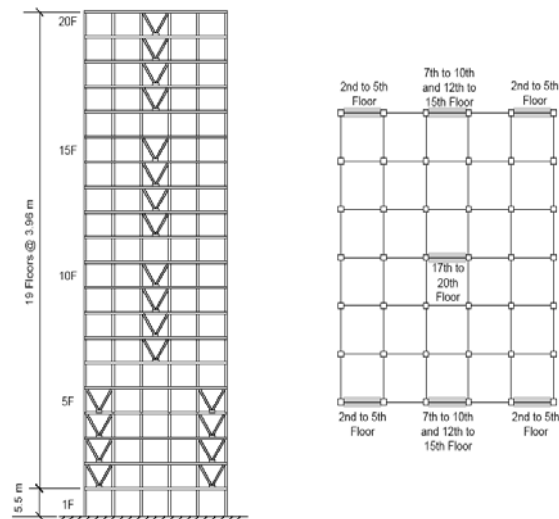 20F
15F
10F
5F
1F
19 Floors @ 3.96 m
5.5 m
2nd to 5th
Floor
7th to 10th
and 12th to
15th Floor
2nd to 5th
Floor
17th to
20th
Floor
2nd to 5th
Floor
7th to 10th
and 12th to
15th Floor
2nd to 5th
Floor